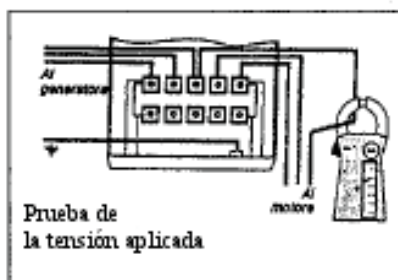 Al
generatore
Al
motore
Prueba de
la tensión aplicada